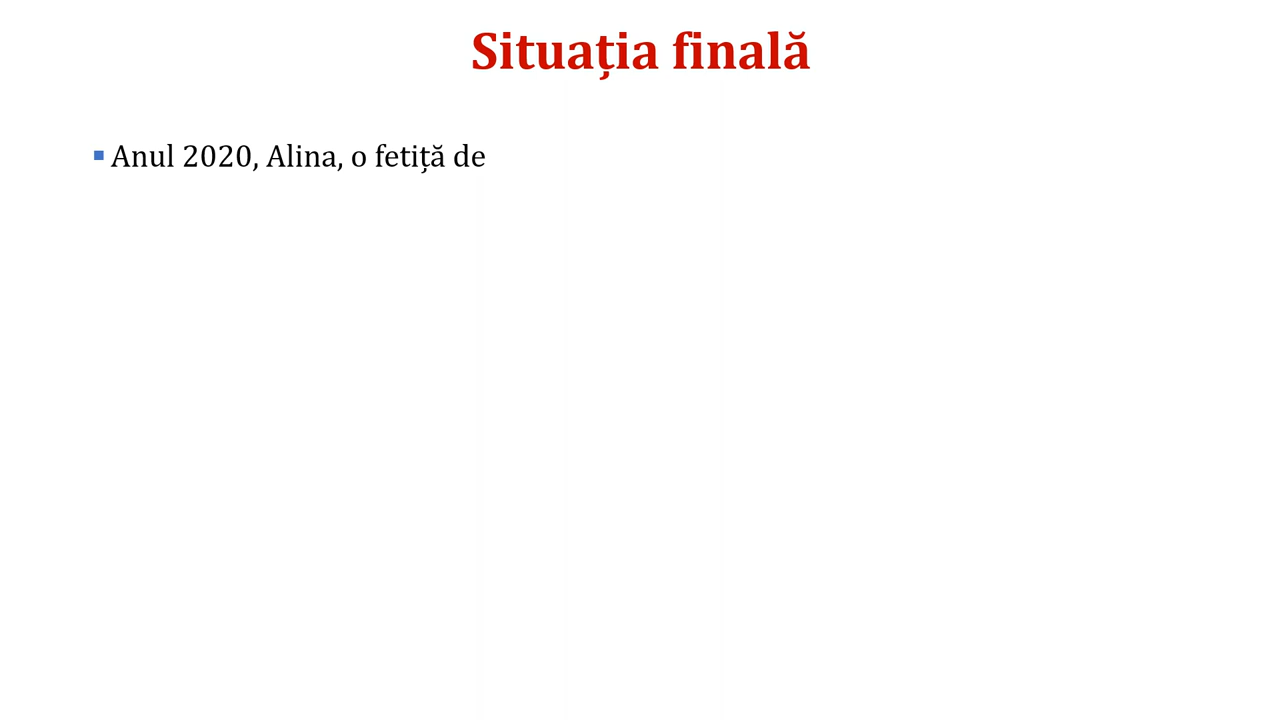 Situația finală
Anul 2020, Alina, o fetiță de